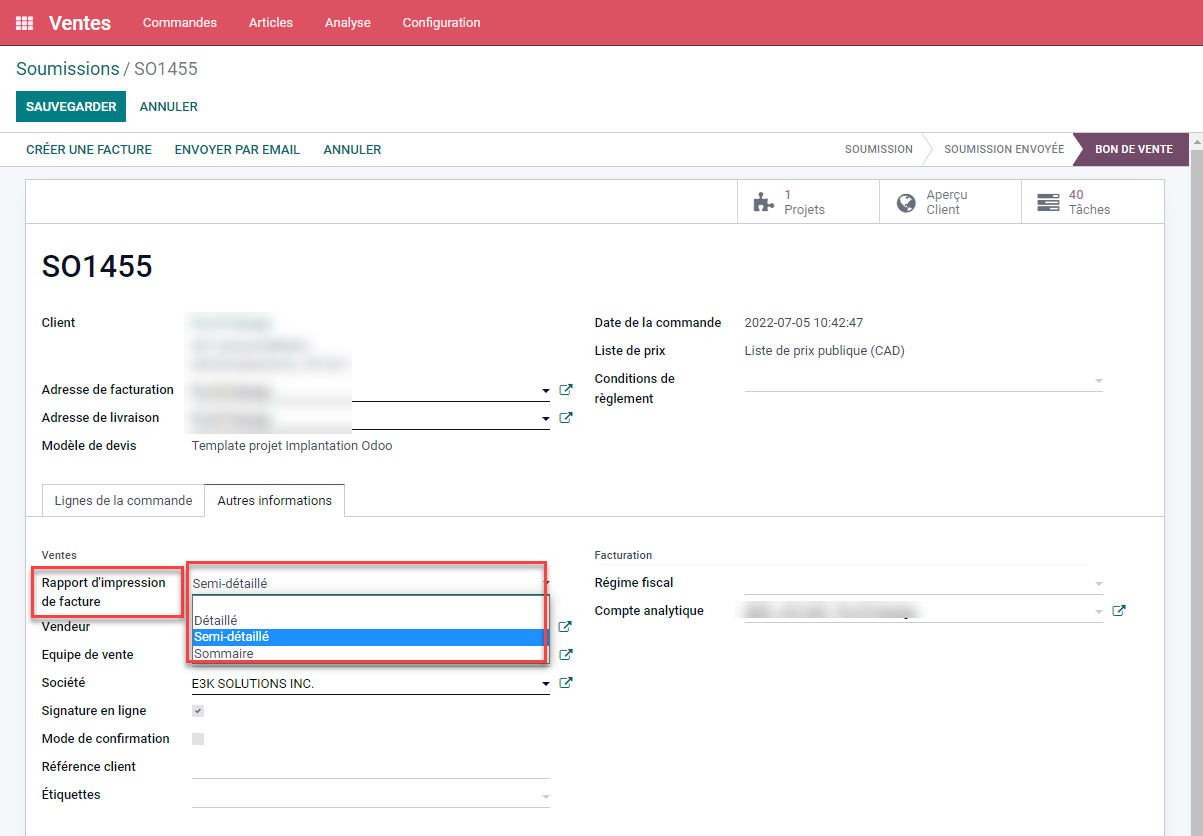 Ventes Commandes Articles Analyse Configuration
Soumissions / SO1455
SAUVEGARDER ANNULER
CRÉER UNE FACTURE ENVOYER PAR EMAIL ANNULER SOUMISSION SOUMISSION ENVOYÉE BON DE VENTE
1
Projets
Aperçu
Client
40
Tâches
SO1455
Client
Adresse de facturation
Adresse de livraison
Modèle de devis Template projet Implantation Odoo
Date de la commande 2022-07-05 10:42:47
Liste de prix Liste de prix publique (CAD)
Conditions de
règlement
Lignes de la commande Autres informations
Ventes
Rapport d'impression
de facture
Semi-détaillé
Détaillé
Semi-détaillé
Sommaire
Vendeur
Equipe de vente
Société E3K SOLUTIONS INC.
Signature en ligne
Mode de confirmation
Référence client
Étiquettes
Facturation
Régime fiscal
Compte analytique